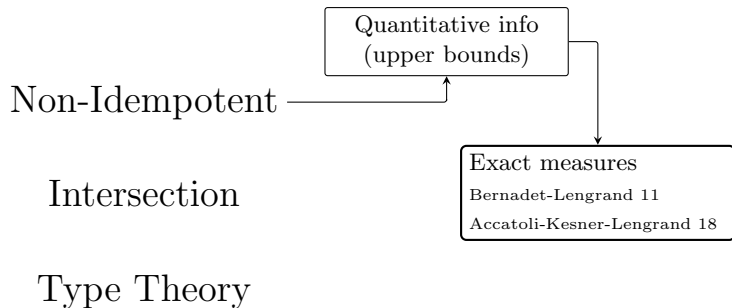 Quantitative info
(upper bounds)
Non-Idempotent
Exact measures
Bernadet-Lengrand 11
Accatoli-Kesner-Lengrand 18
Intersection
Type Theory